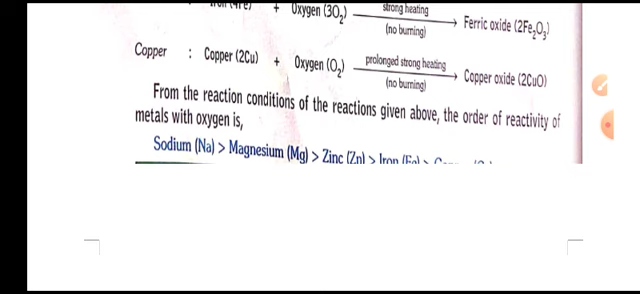 + Oxygen (3O₂) strong heating (no burning) Ferric oxide (2Fe₂O₃)
Copper : Copper (2Cu) + Oxygen (O₂) prolonged strong heating (no burning) Copper oxide (2CuO)
From the reaction conditions of the reactions given above, the order of reactivity of
metals with oxygen is,
Sodium (Na) > Magnesium (Mg) > Zinc (Zn) > Iron (Fe) >